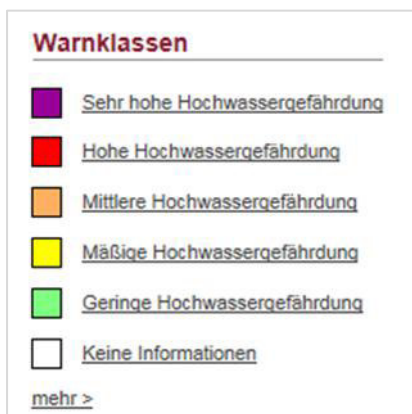 Warnklassen
Sehr hohe Hochwassergefährdung
Hohe Hochwassergefährdung
Mittlere Hochwassergefährdung
Mäßige Hochwassergefährdung
Geringe Hochwassergefährdung
Keine Informationen
mehr >